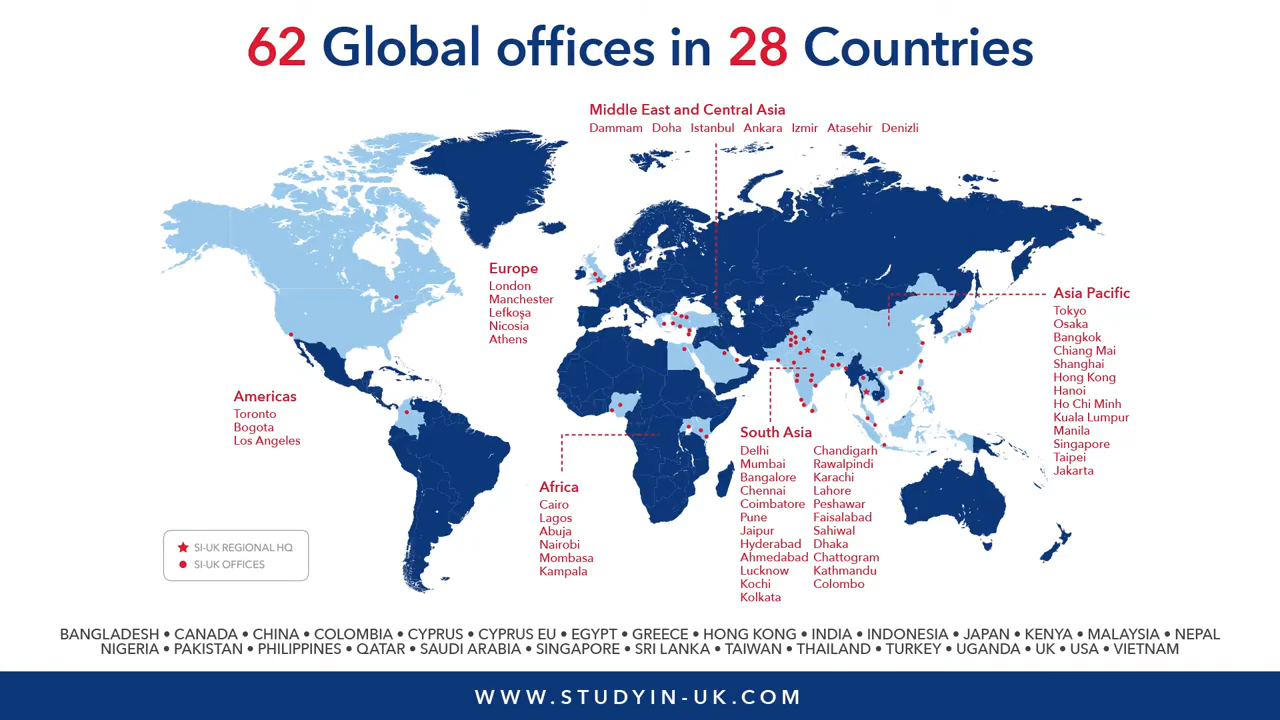 62 Global offices in 28 Countries
Middle East and Central Asia
Dammam Doha Istanbul Ankara Izmir Atasehir Denizli
Europe
London
Manchester
Lefkoşa
Nicosia
Athens
Asia Pacific
Tokyo
Osaka
Bangkok
Chiang Mai
Shanghai
Hong Kong
Hanoi
Ho Chi Minh
Kuala Lumpur
Manila
Singapore
Taipei
Jakarta
Americas
Toronto
Bogota
Los Angeles
South Asia
Delhi
Mumbai
Bangalore
Chennai
Coimbatore
Pune
Jaipur
Hyderabad
Ahmedabad
Lucknow
Kochi
Kolkata
Chandigarh
Rawalpindi
Karachi
Lahore
Peshawar
Faisalabad
Sahiwal
Dhaka
Chattogram
Kathmandu
Colombo
Africa
Cairo
Lagos
Abuja
Nairobi
Mombasa
Kampala
SI-UK REGIONAL HQ
SI-UK OFFICES
BANGLADESH • CANADA • CHINA • COLOMBIA • CYPRUS • CYPRUS EU • EGYPT • GREECE • HONG KONG • INDIA • INDONESIA • JAPAN • KENYA • MALAYSIA • NEPAL
NIGERIA • PAKISTAN • PHILIPPINES • QATAR • SAUDI ARABIA • SINGAPORE • SRI LANKA • TAIWAN • THAILAND • TURKEY • UGANDA • UK • USA • VIETNAM
WWW.STUDYIN-UK.COM